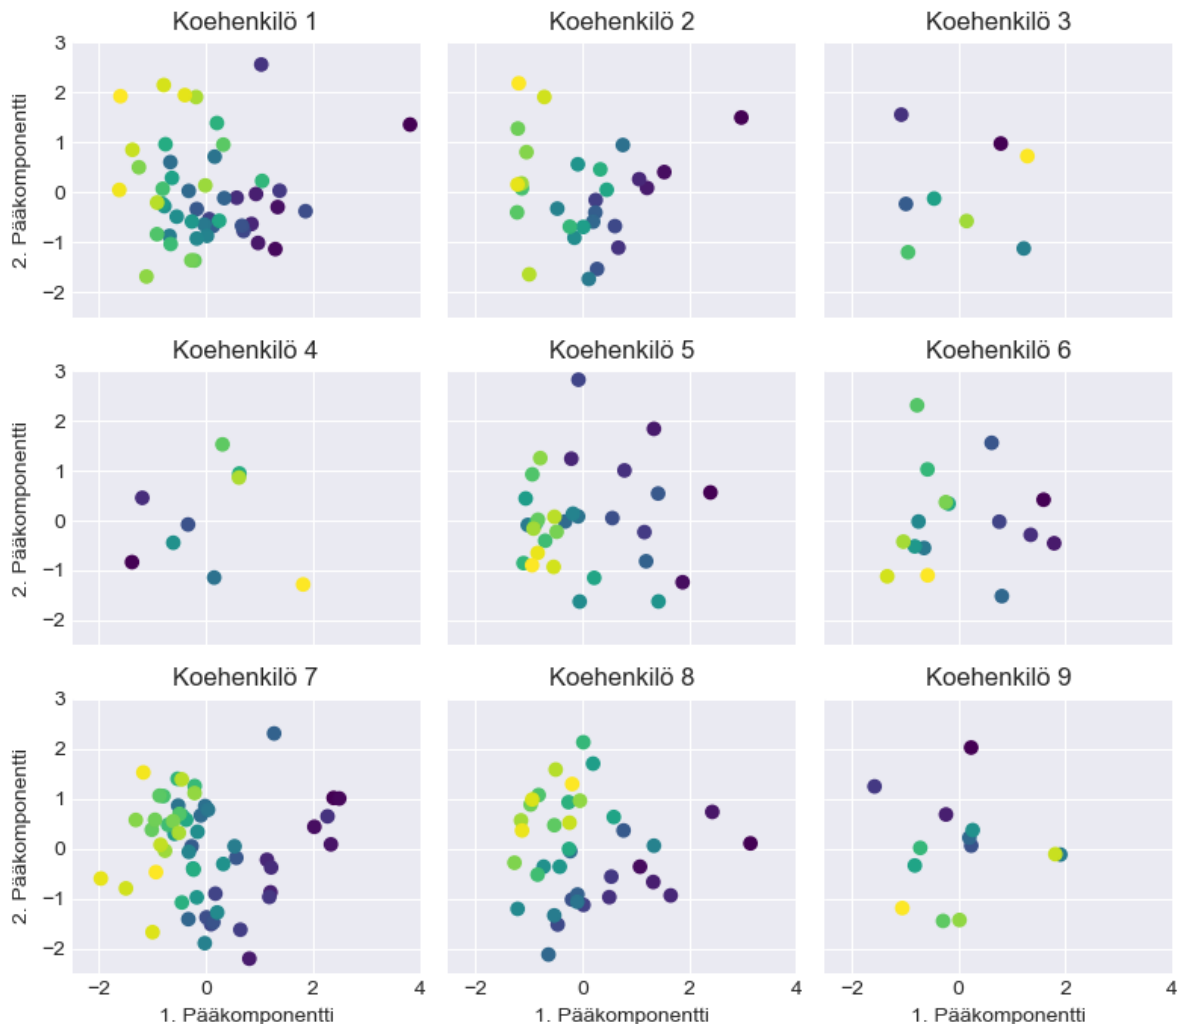 Koehenkilö 1
Koehenkilö 2
Koehenkilö 3
3
2
1
0
−1
−2
2. Pääkomponentti
Koehenkilö 4
Koehenkilö 5
Koehenkilö 6
3
2
1
0
−1
−2
2. Pääkomponentti
Koehenkilö 7
Koehenkilö 8
Koehenkilö 9
3
2
1
0
−1
−2
2. Pääkomponentti
−2 0 2 4
−2 0 2 4
−2 0 2 4
1. Pääkomponentti
1. Pääkomponentti
1. Pääkomponentti